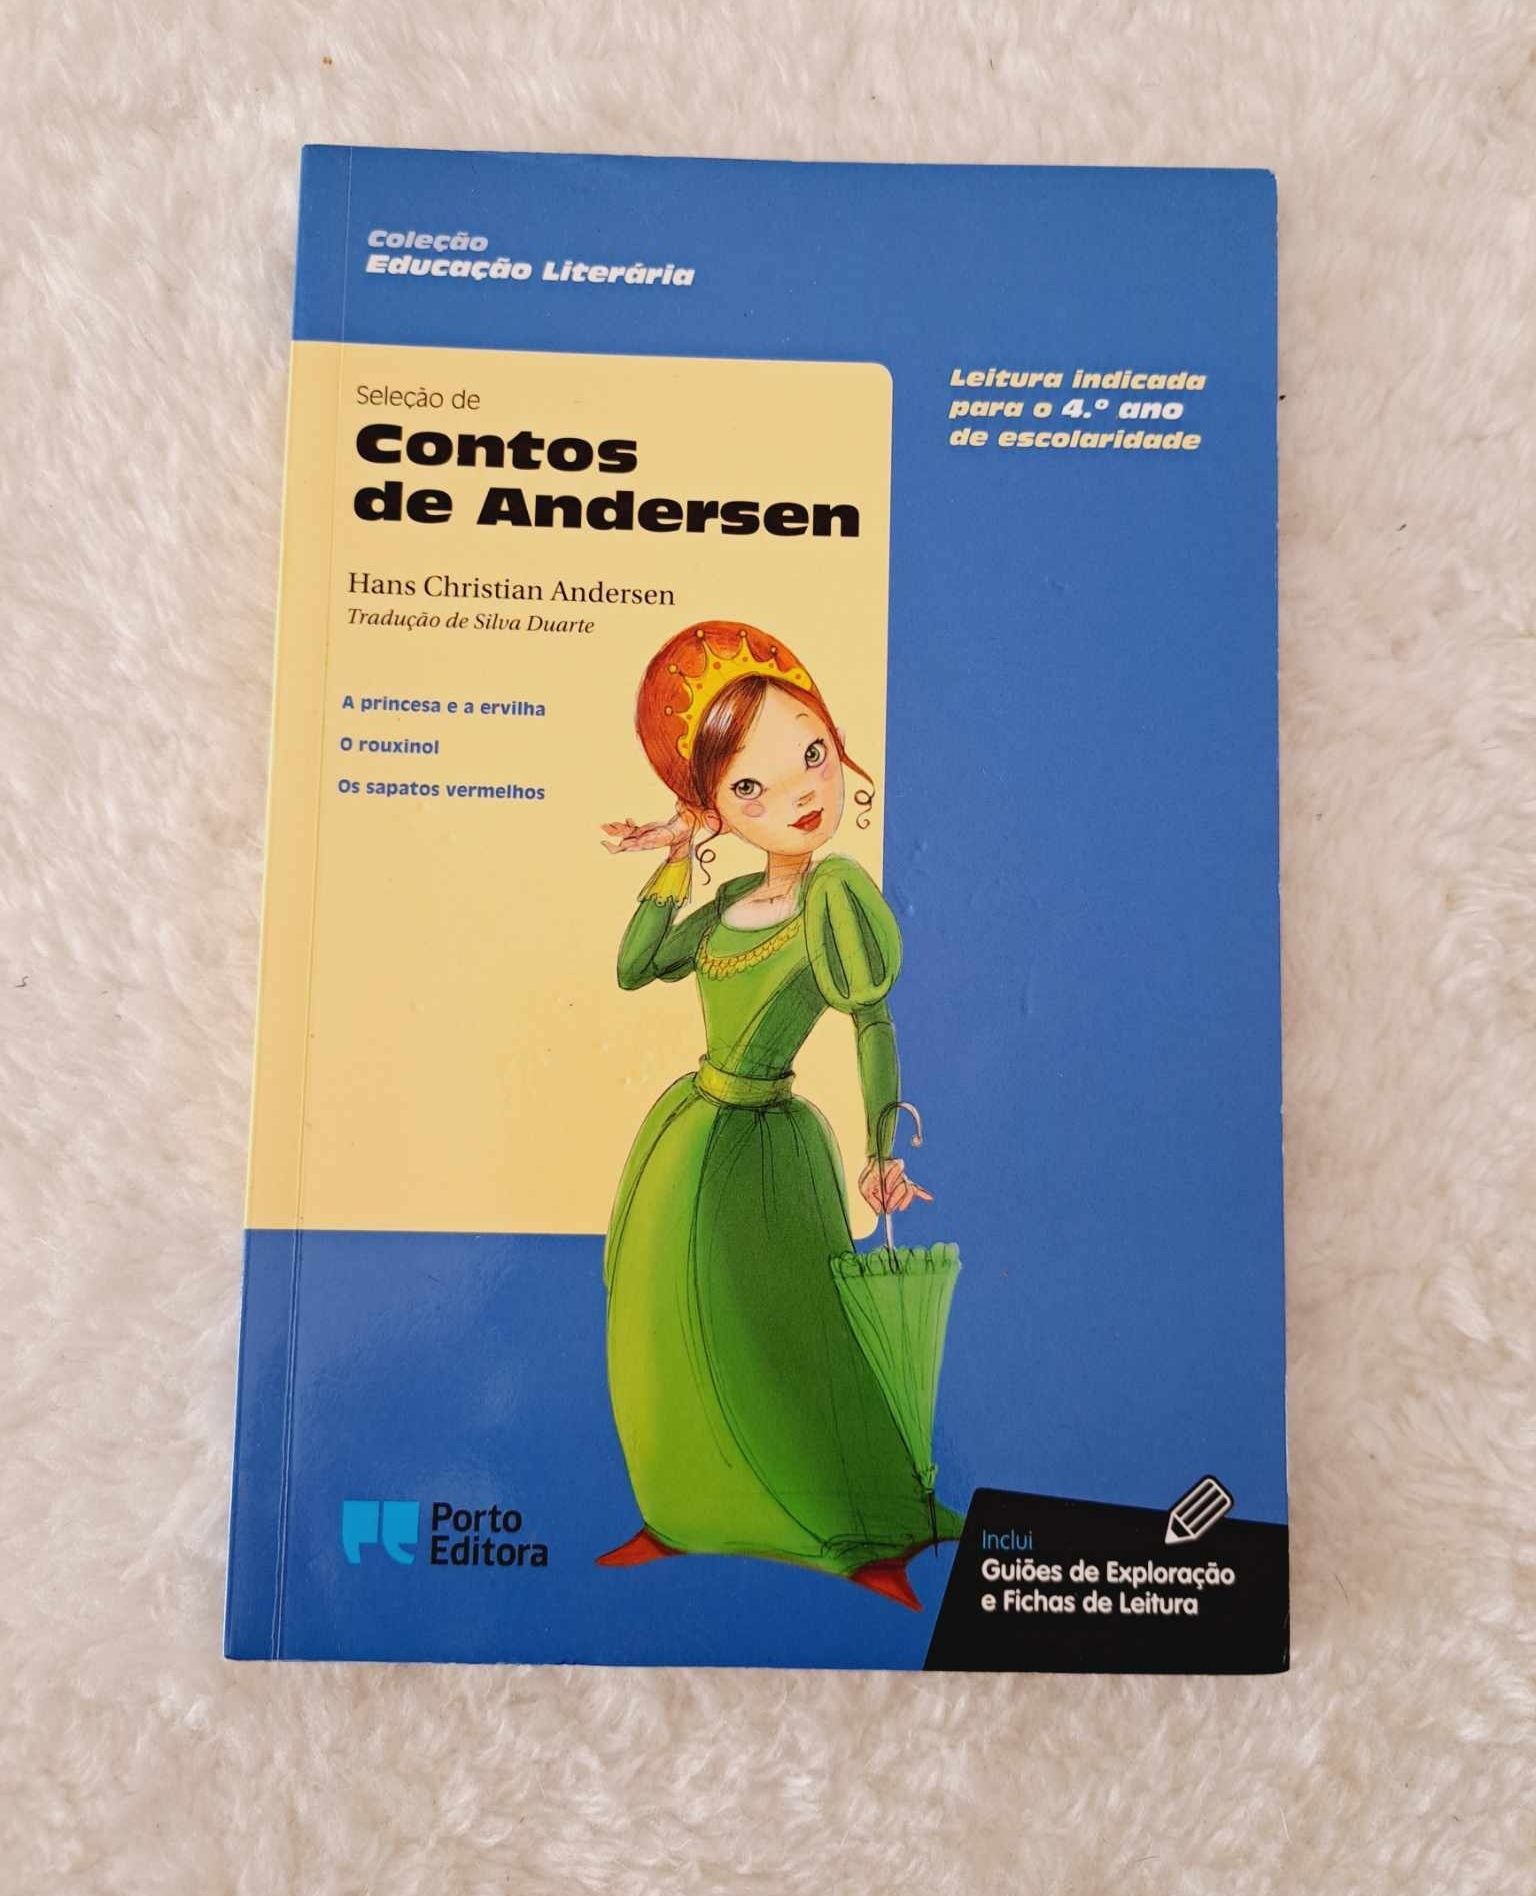 Coleção
Educação Literária
Leitura indicada
para o 4.º ano
de escolaridade
Seleção de
Contos
de Andersen
Hans Christian Andersen
Tradução de Silva Duarte
A princesa e a ervilha
O rouxinol
Os sapatos vermelhos
Porto
Editora
Inclui
Guiões de Exploração
e Fichas de Leitura